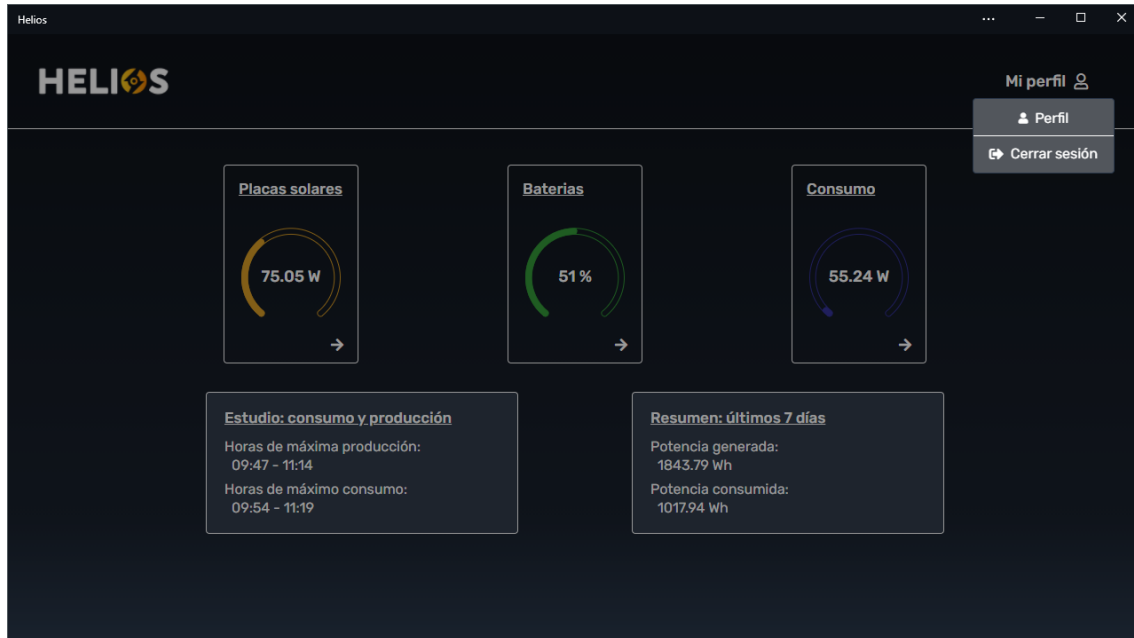 Helios
HELIOS
Mi perfil
Perfil
Cerrar sesión
Placas solares
75.05 W
Baterias
51 %
Consumo
55.24 W
Estudio: consumo y producción
Horas de máxima producción:
09:47 - 11:14
Horas de máximo consumo:
09:54 - 11:19
Resumen: últimos 7 días
Potencia generada:
1843.79 Wh
Potencia consumida:
1017.94 Wh